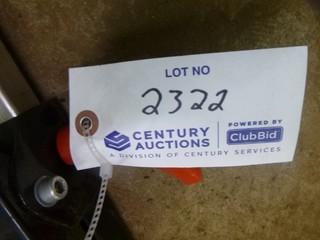 LOT NO
2322
CENTURY AUCTIONS
POWERED BY
ClubBid
A DIVISION OF CENTURY SERVICES